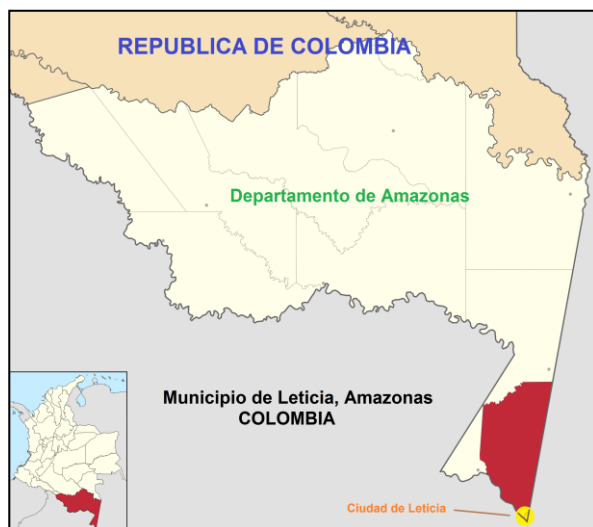 REPUBLICA DE COLOMBIA
Departamento de Amazonas
Municipio de Leticia, Amazonas
COLOMBIA
Ciudad de Leticia